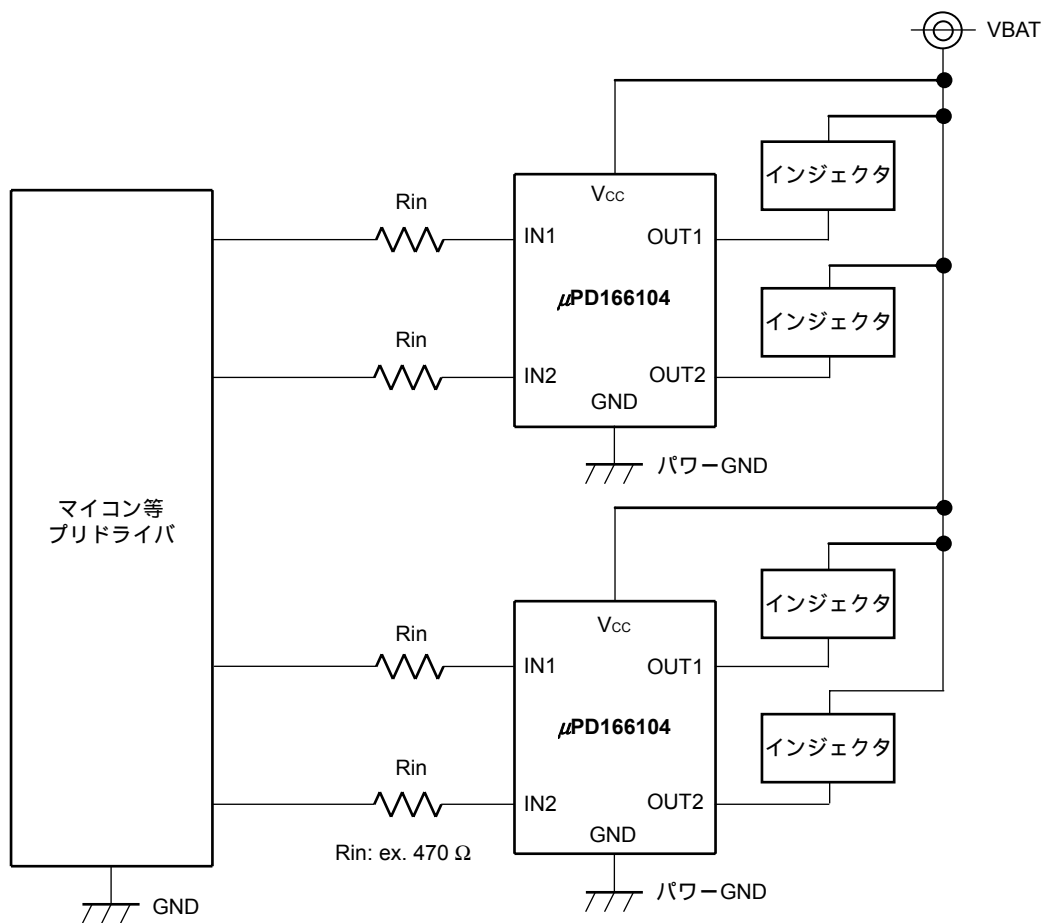 VBAT
インジェクタ
Rin
Vcc
IN1
OUT1
μPD166104
インジェクタ
Rin
IN2
OUT2
GND
パワーGND
マイコン等
プリドライバ
インジェクタ
Rin
Vcc
IN1
OUT1
μPD166104
インジェクタ
Rin
IN2
OUT2
GND
Rin: ex. 470 Ω
パワーGND
GND